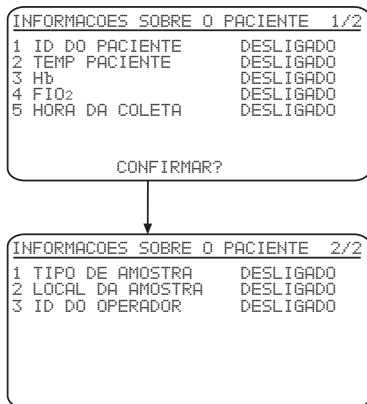 INFORMACOES SOBRE O PACIENTE 1/2
1 ID DO PACIENTE DESLIGADO
2 TEMP PACIENTE DESLIGADO
3 Hb DESLIGADO
4 FIO2 DESLIGADO
5 HORA DA COLETA DESLIGADO
CONFIRMAR?
INFORMACOES SOBRE O PACIENTE 2/2
1 TIPO DE AMOSTRA DESLIGADO
2 LOCAL DA AMOSTRA DESLIGADO
3 ID DO OPERADOR DESLIGADO